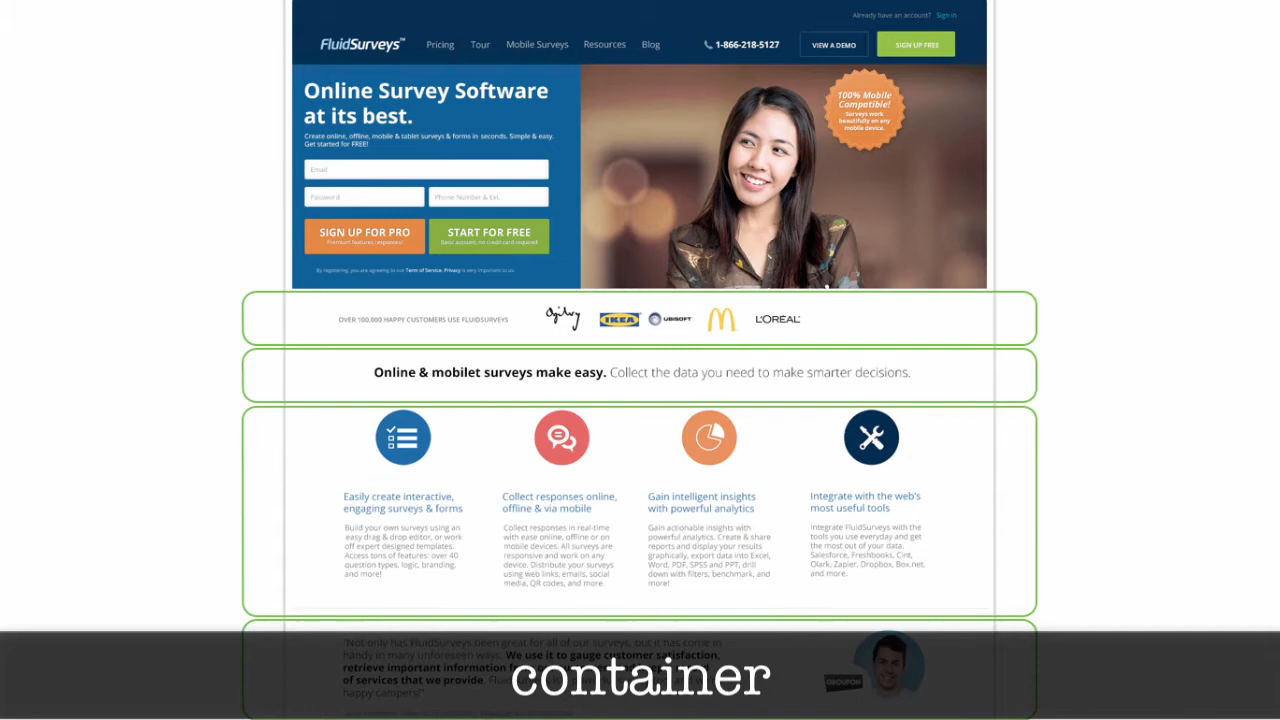 Already have an account? Sign in
FluidSurveys™ Pricing Tour Mobile Surveys Resources Blog 1-866-218-5127 VIEW A DEMO SIGN UP FREE
Online Survey Software
at its best.
Create online, offline, mobile & tablet surveys & forms in seconds. Simple & easy.
Get started for FREE!
Email
Password Phone Number & Ext.
SIGN UP FOR PRO START FOR FREE
Premium features, responses! Basic account, no credit card required!
By registering, you are agreeing to our Term of Service. Privacy is very important to us.
100% Mobile
Compatible!
Surveys work
beautifully on any
mobile device.
OVER 100,000 HAPPY CUSTOMERS USE FLUIDSURVEYS Ogilvy IKEA UBISOFT L'ORÉAL
Online & mobilet surveys make easy. Collect the data you need to make smarter decisions.
Easily create interactive,
engaging surveys & forms
Build your own surveys using an
easy drag & drop editor, or work
off expert designed templates.
Access tons of features: over 40
question types, logic, branding,
and more!
Collect responses online,
offline & via mobile
Collect responses in real-time
with ease online, offline or on
mobile devices. All surveys are
responsive and work on any
device. Distribute your surveys
using web links, emails, social
media, QR codes, and more.
Gain intelligent insights
with powerful analytics
Gain actionable insights with
powerful analytics. Create & share
reports and display your results
graphically, export data into Excel,
Word, PDF, SPSS and PPT, drill
down with filters, benchmark, and
more!
Integrate with the web's
most useful tools
Integrate FluidSurveys with the
tools you use everyday and get
the most out of your data.
Salesforce, Freshbooks, Cint,
Olark, Zapier, Dropbox, Box.net,
and more.
"Not only has FluidSurveys been great for all of our surveys, but it has come in
handy in many unforeseen ways. We use it to gauge customer satisfaction,
retrieve important information
of services that we provide.
happy campers!"
GROUPON
container